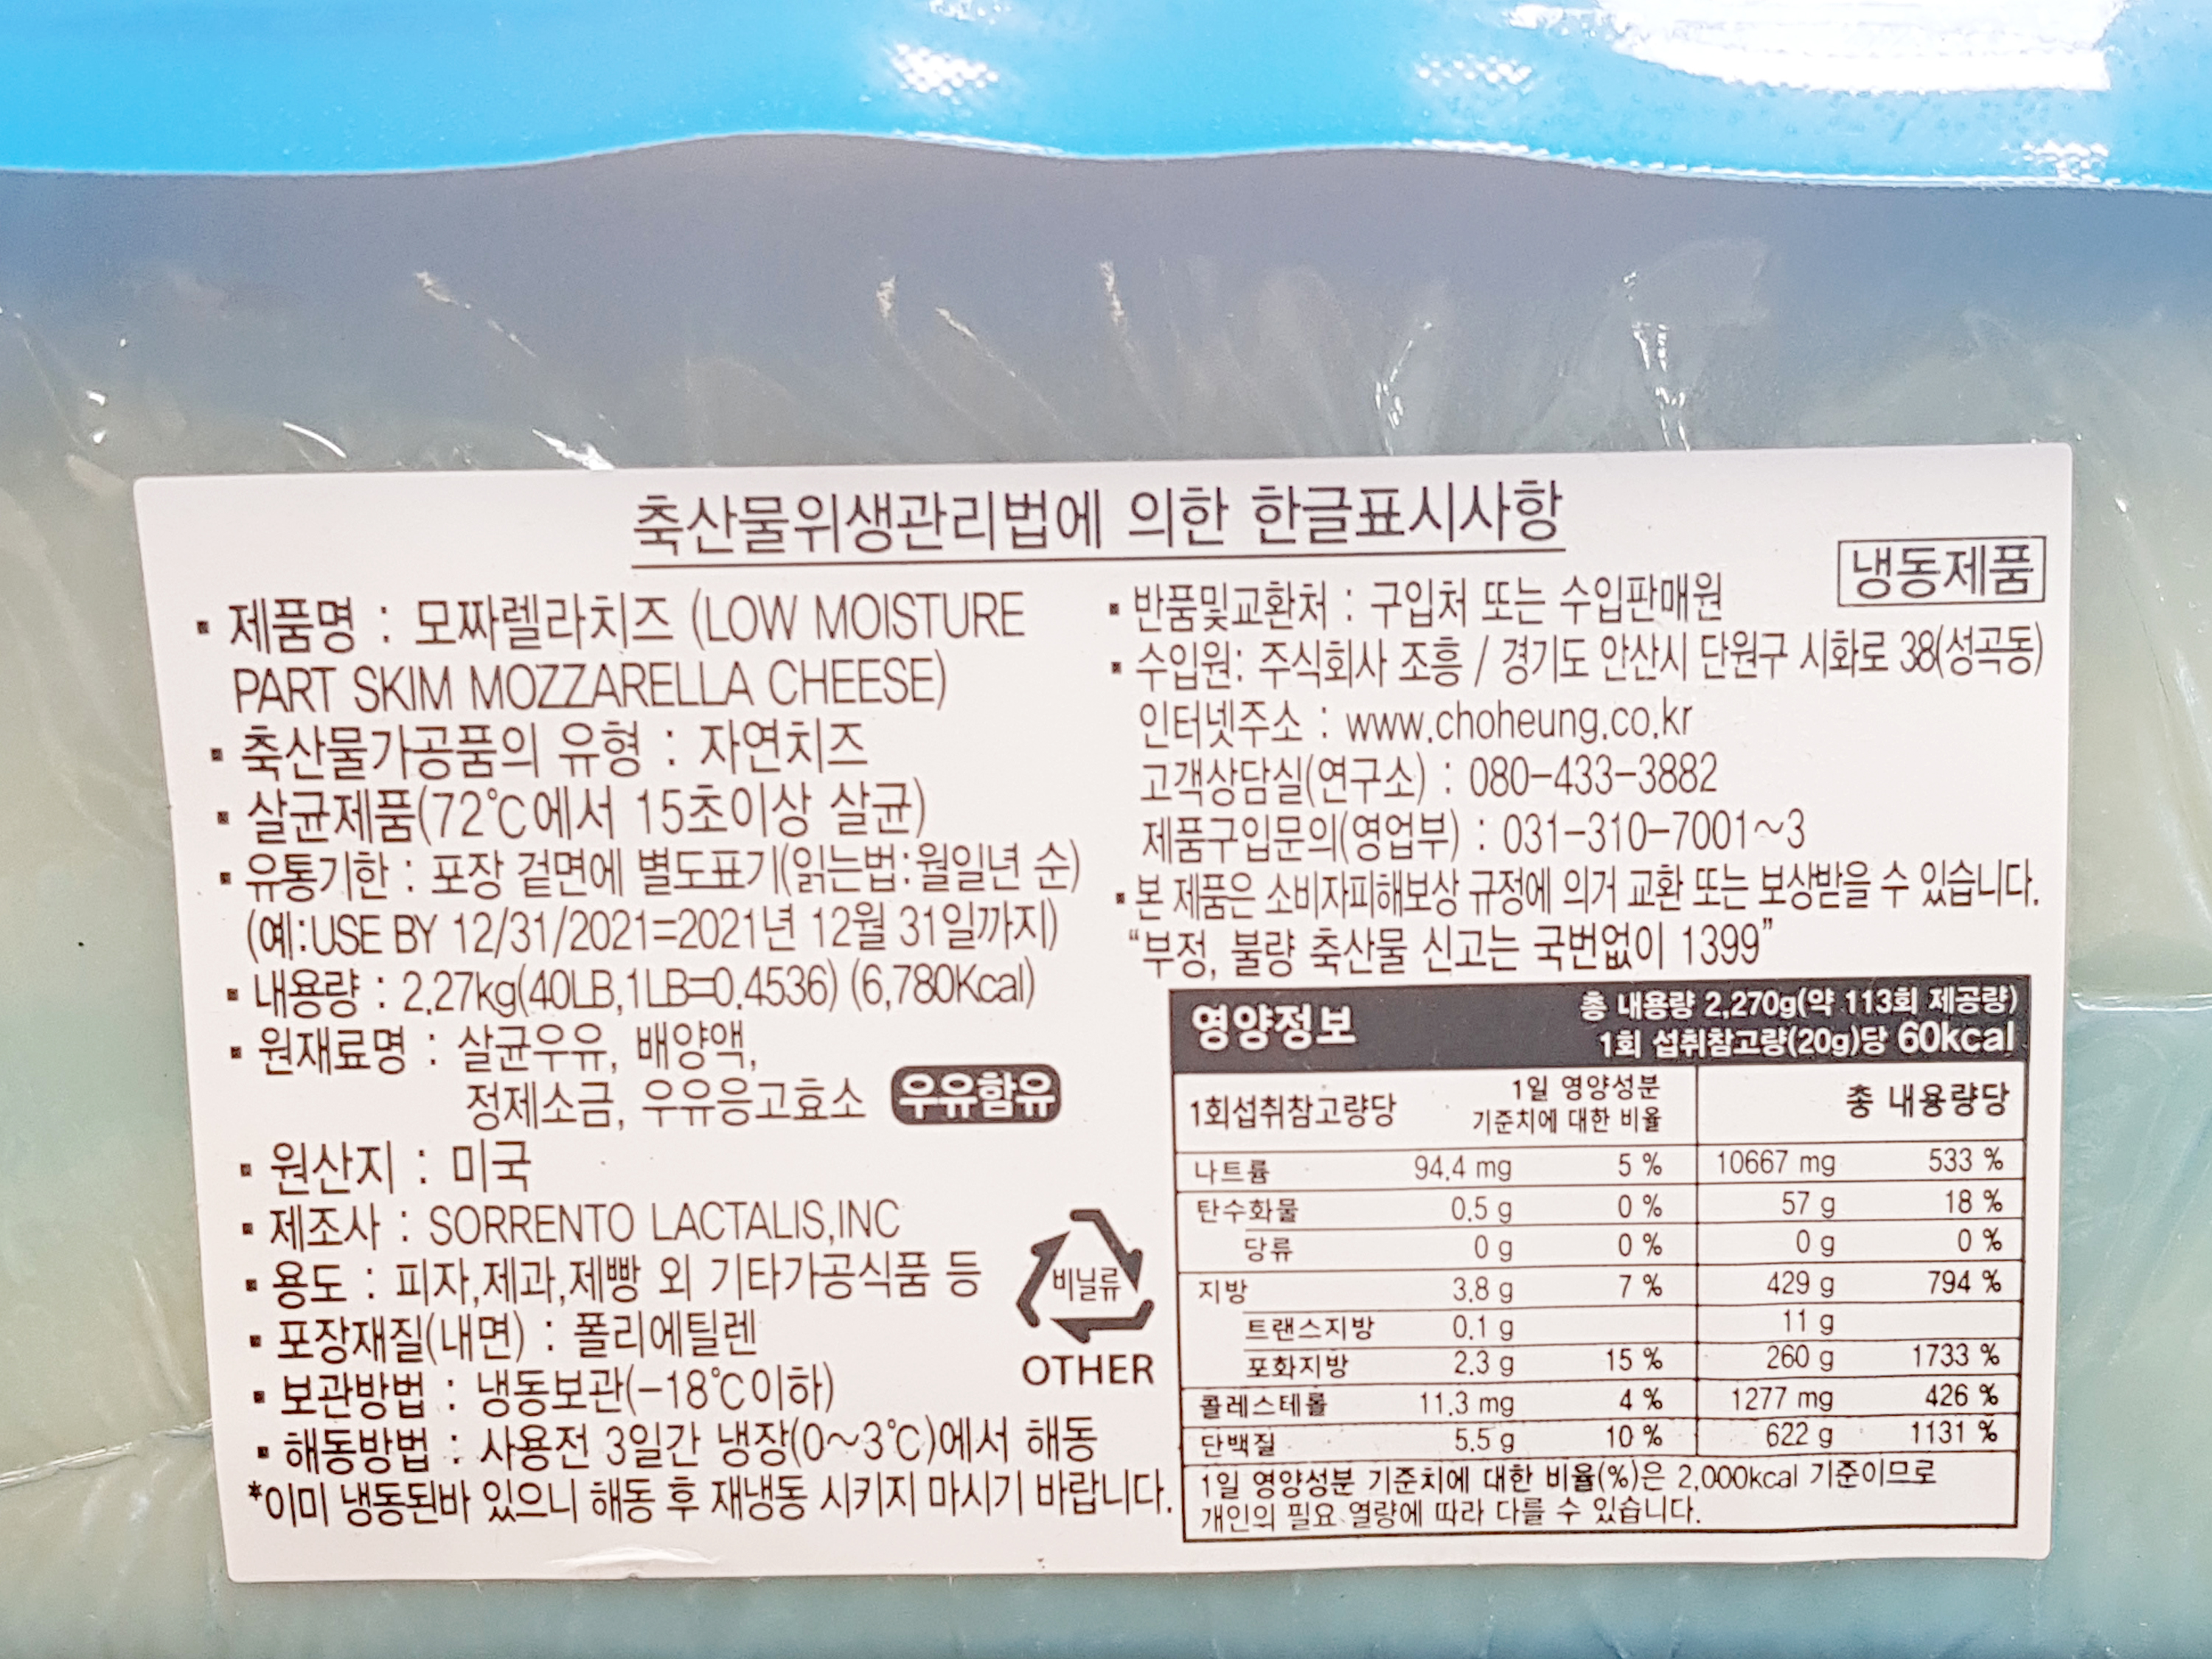 축산물위생관리법에 의한 한글표시사항
냉동제품
▪ 제품명 : 모짜렐라치즈 (LOW MOISTURE
PART SKIM MOZZARELLA CHEESE)
▪ 축산물가공품의 유형 : 자연치즈
▪ 살균제품(72℃에서 15초이상 살균)
▪ 유통기한 : 포장 겉면에 별도표기(읽는법:월일년 순)
(예:USE BY 12/31/2021=2021년 12월 31일까지)
▪ 내용량 : 2.27kg(40LB,1LB=0.4536) (6,780Kcal)
▪ 원재료명 : 살균우유, 배양액,
정제소금, 우유응고효소 우유함유
▪ 원산지 : 미국
▪ 제조사 : SORRENTO LACTALIS,INC
▪ 용도 : 피자,제과,제빵 외 기타가공식품 등
▪ 포장재질(내면) : 폴리에틸렌
▪ 보관방법 : 냉동보관(-18℃이하)
▪ 해동방법 : 사용전 3일간 냉장(0~3℃)에서 해동
*이미 냉동된바 있으니 해동 후 재냉동 시키지 마시기 바랍니다.
비닐류
OTHER
▪ 반품및교환처 : 구입처 또는 수입판매원
▪ 수입원: 주식회사 조흥 / 경기도 안산시 단원구 시화로 38(성곡동)
인터넷주소 : www.choheung.co.kr
고객상담실(연구소) : 080-433-3882
제품구입문의(영업부) : 031-310-7001~3
▪ 본 제품은 소비자피해보상 규정에 의거 교환 또는 보상받을 수 있습니다.
“부정, 불량 축산물 신고는 국번없이 1399”
영양정보
총 내용량 2,270g(약 113회 제공량)
1회 섭취참고량(20g)당 60kcal
1회섭취참고량당 1일 영양성분 총 내용량당
기준치에 대한 비율
나트륨 94.4 mg 5 % 10667 mg 533 %
탄수화물 0.5 g 0 % 57 g 18 %
당류 0 g 0 % 0 g 0 %
지방 3.8 g 7 % 429 g 794 %
트랜스지방 0.1 g 11 g
포화지방 2.3 g 15 % 260 g 1733 %
콜레스테롤 11.3 mg 4 % 1277 mg 426 %
단백질 5.5 g 10 % 622 g 1131 %
1일 영양성분 기준치에 대한 비율(%)은 2,000kcal 기준이므로
개인의 필요 열량에 따라 다를 수 있습니다.